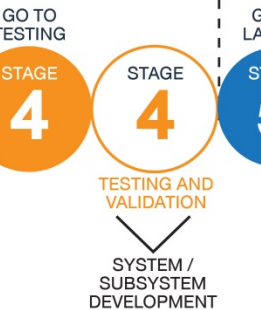 GO TO
TESTING
STAGE
4
STAGE
4
TESTING AND
VALIDATION
SYSTEM /
SUBSYSTEM
DEVELOPMENT